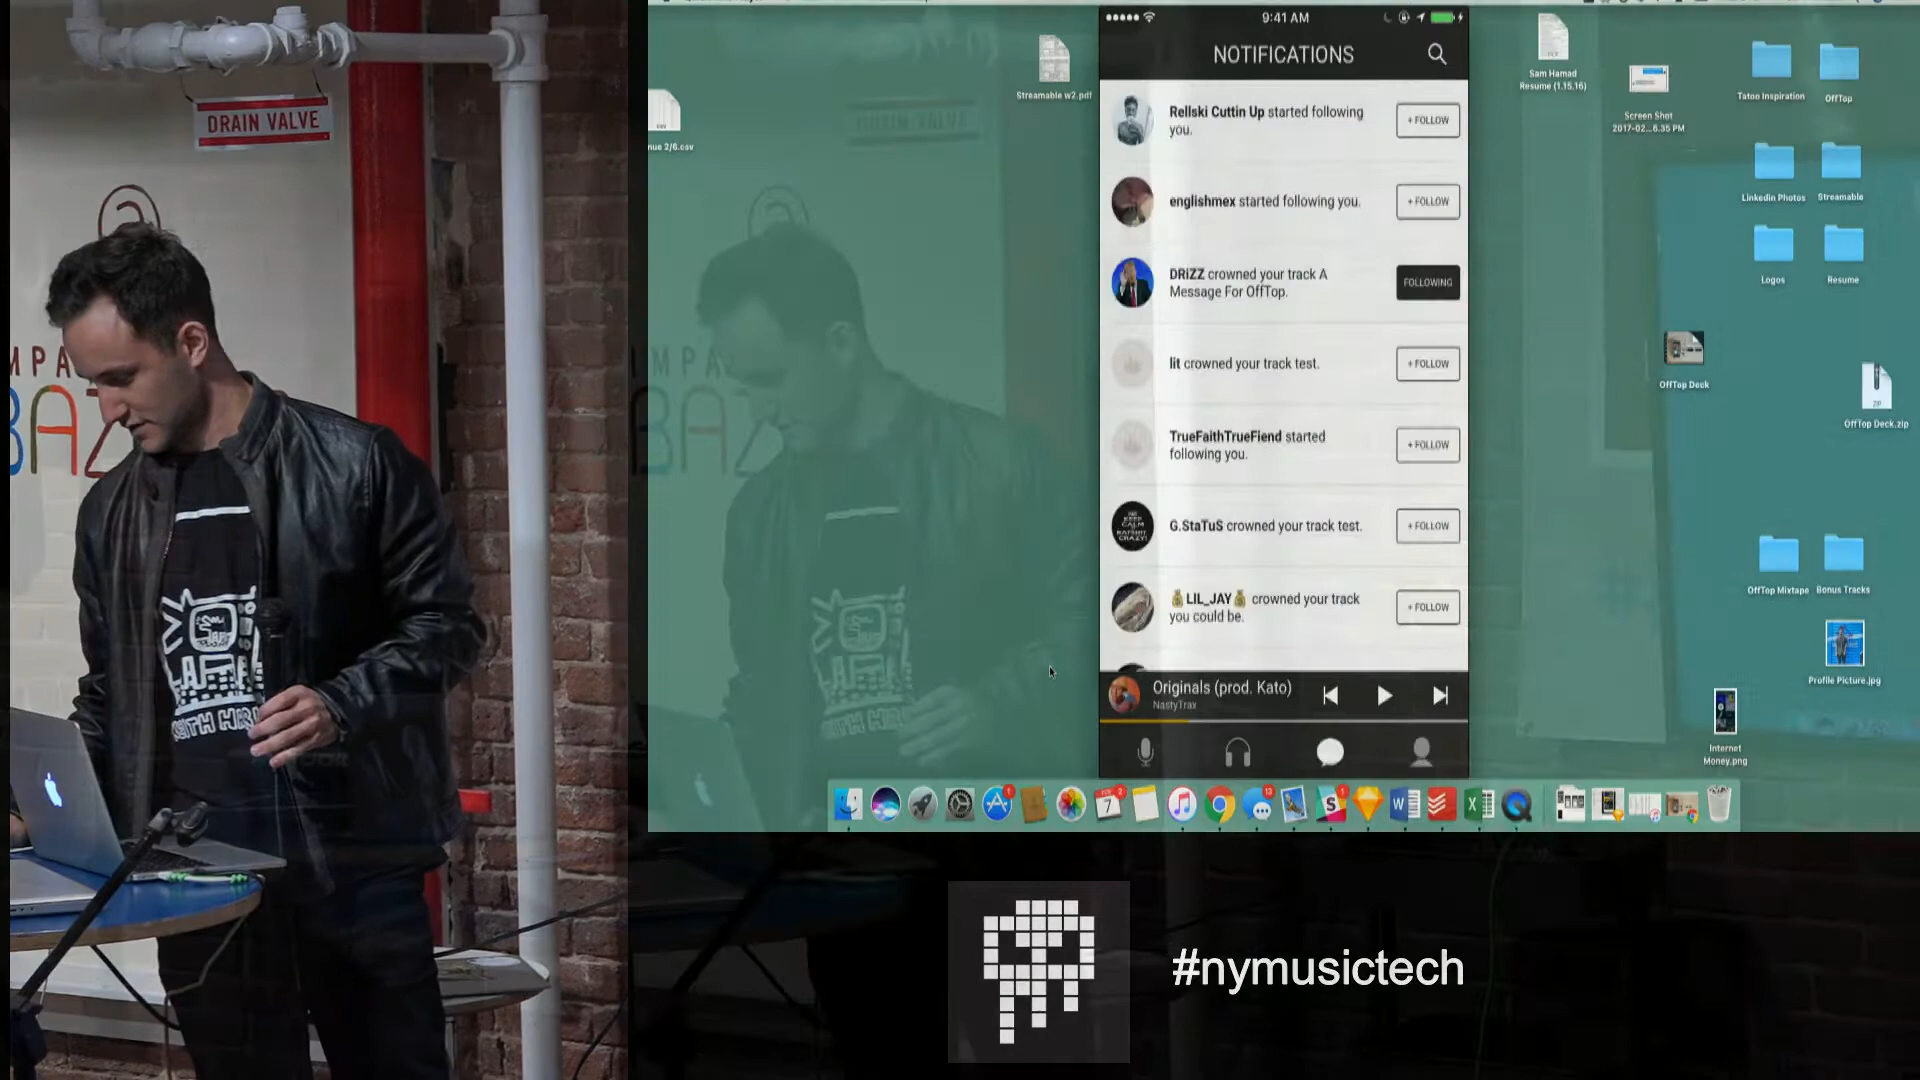 DRAIN VALVE
9:41 AM
NOTIFICATIONS
Rellski Cuttin Up started following
you.
+ FOLLOW
englishmex started following you.
+ FOLLOW
DRiZZ crowned your track A
Message For OffTop.
FOLLOWING
lit crowned your track test.
+ FOLLOW
TrueFaithTrueFiend started
following you.
+ FOLLOW
G.StaTuS crowned your track test.
+ FOLLOW
💰LIL_JAY💰 crowned your track
you could be.
+ FOLLOW
Originals (prod. Kato)
NastyTrax
Streamable w2.pdf
nue 2/6.csv
Sam Hamad
Resume (1.15.16)
Screen Shot
2017-02...6.35 PM
Tatoo Inspiration
OffTop
Linkedin Photos
Streamable
Logos
Resume
OffTop Deck
ZIP
OffTop Deck.zip
OffTop Mixtape
Bonus Tracks
Profile Picture.jpg
Internet
Money.png
#nymusictech